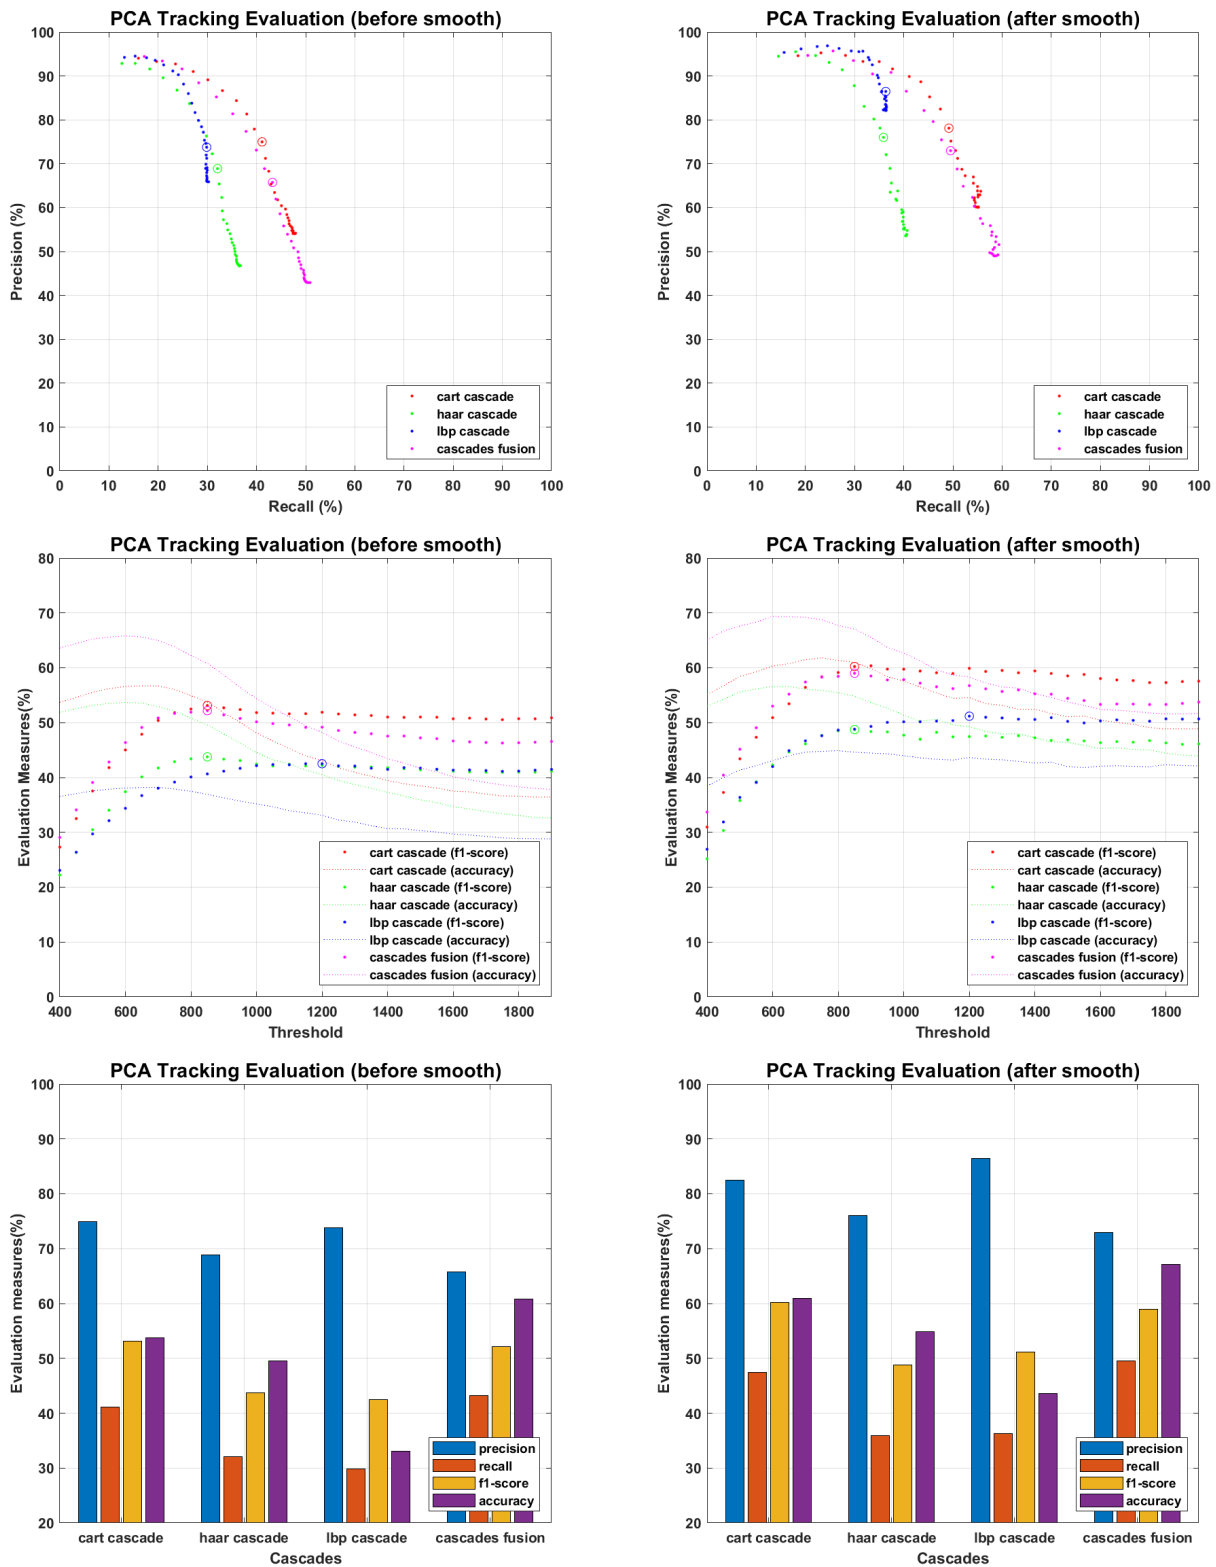 PCA Tracking Evaluation (before smooth)
100
90
80
70
60
50
40
30
20
10
0
Precision (%)
cart cascade
haar cascade
lbp cascade
cascades fusion
0 10 20 30 40 50 60 70 80 90 100
Recall (%)
PCA Tracking Evaluation (after smooth)
100
90
80
70
60
50
40
30
20
10
0
Precision (%)
cart cascade
haar cascade
lbp cascade
cascades fusion
0 10 20 30 40 50 60 70 80 90 100
Recall (%)
PCA Tracking Evaluation (before smooth)
80
70
60
50
40
30
20
10
0
Evaluation Measures(%)
cart cascade (f1-score)
cart cascade (accuracy)
haar cascade (f1-score)
haar cascade (accuracy)
lbp cascade (f1-score)
lbp cascade (accuracy)
cascades fusion (f1-score)
cascades fusion (accuracy)
400 600 800 1000 1200 1400 1600 1800
Threshold
PCA Tracking Evaluation (after smooth)
80
70
60
50
40
30
20
10
0
Evaluation Measures(%)
cart cascade (f1-score)
cart cascade (accuracy)
haar cascade (f1-score)
haar cascade (accuracy)
lbp cascade (f1-score)
lbp cascade (accuracy)
cascades fusion (f1-score)
cascades fusion (accuracy)
400 600 800 1000 1200 1400 1600 1800
Threshold
PCA Tracking Evaluation (before smooth)
100
90
80
70
60
50
40
30
20
Evaluation measures(%)
precision
recall
f1-score
accuracy
cart cascade haar cascade lbp cascade cascades fusion
Cascades
PCA Tracking Evaluation (after smooth)
100
90
80
70
60
50
40
30
20
Evaluation measures(%)
precision
recall
f1-score
accuracy
cart cascade haar cascade lbp cascade cascades fusion
Cascades